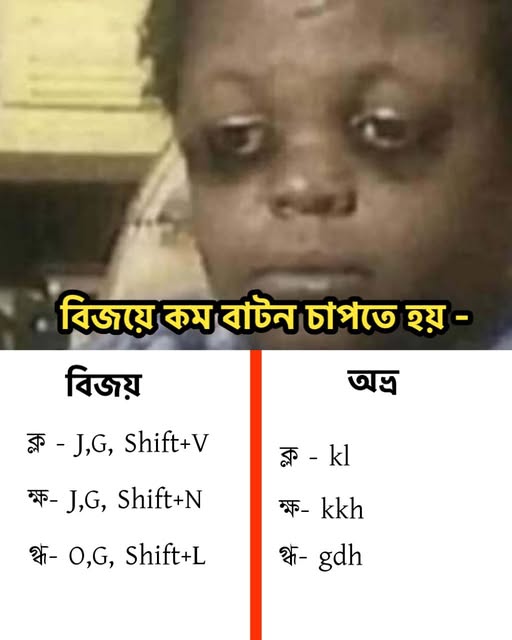 বিজয়ে কম বাটন চাপতে হয় -
বিজয়
ক্ল - J,G, Shift+V
ক্ষ- J,G, Shift+N
গ্ধ- O,G, Shift+L
অভ্র
ক্ল - kl
ক্ষ- kkh
গ্ধ- gdh